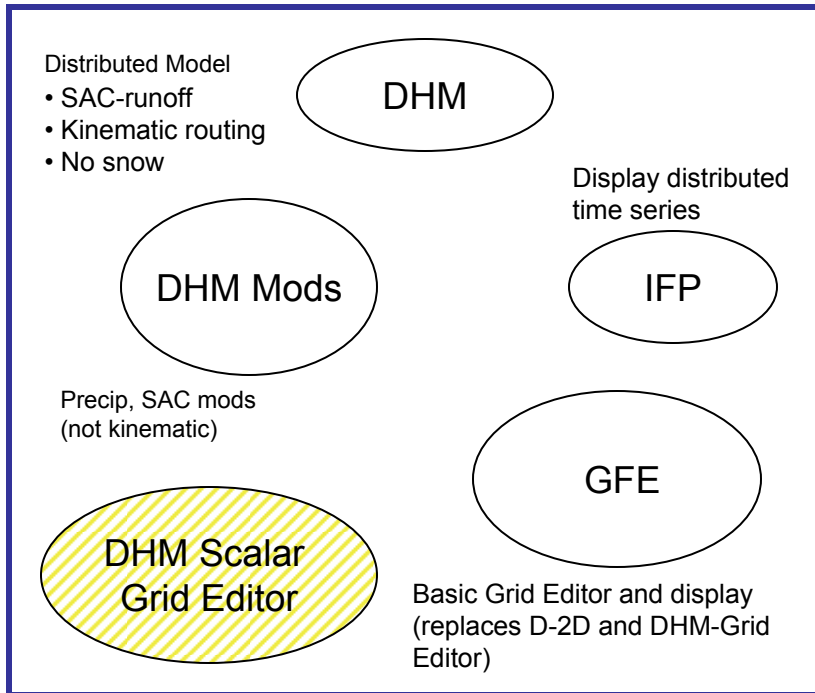 Distributed Model
• SAC-runoff
• Kinematic routing
• No snow
DHM
Display distributed
time series
DHM Mods
IFP
Precip, SAC mods
(not kinematic)
GFE
DHM Scalar
Grid Editor
Basic Grid Editor and display
(replaces D-2D and DHM-Grid
Editor)